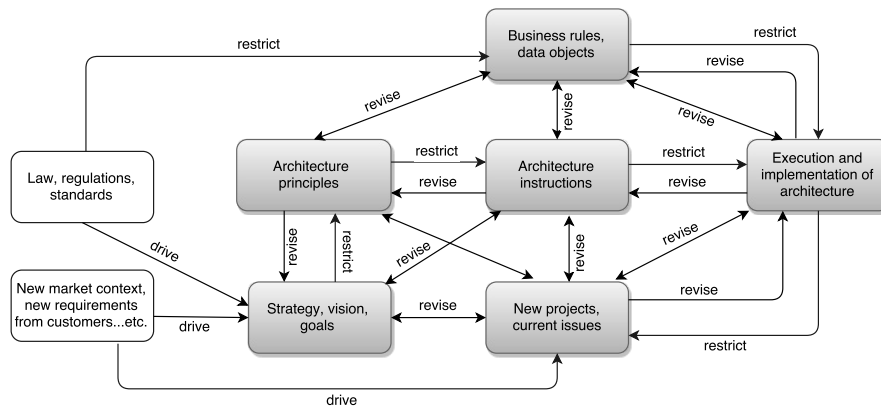 Business rules,
data objects
restrict
restrict
revise
revise
revise
revise
Law, regulations,
standards
Architecture
principles
restrict
revise
Architecture
instructions
restrict
revise
Execution and
implementation of
architecture
drive
revise
restrict
revise
revise
revise
New market context,
new requirements
from customers...etc.
drive
Strategy, vision,
goals
revise
New projects,
current issues
revise
restrict
drive